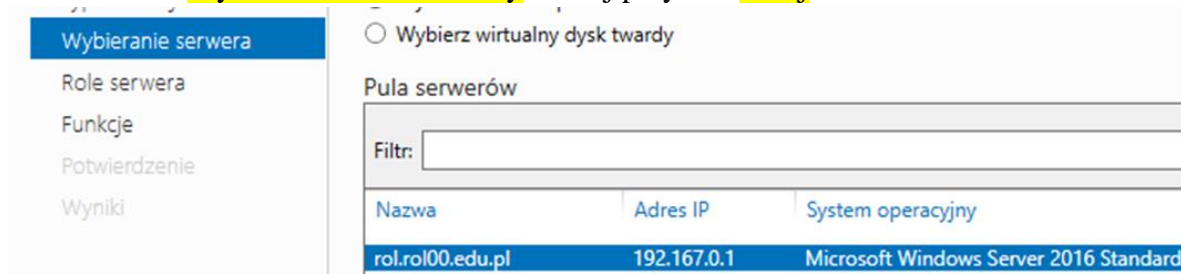 Wybieranie serwera
Wybierz wirtualny dysk twardy
Role serwera
Pula serwerów
Funkcje
Filtr:
Potwierdzenie
Wyniki
Nazwa Adres IP System operacyjny
rol.rol00.edu.pl 192.167.0.1 Microsoft Windows Server 2016 Standard